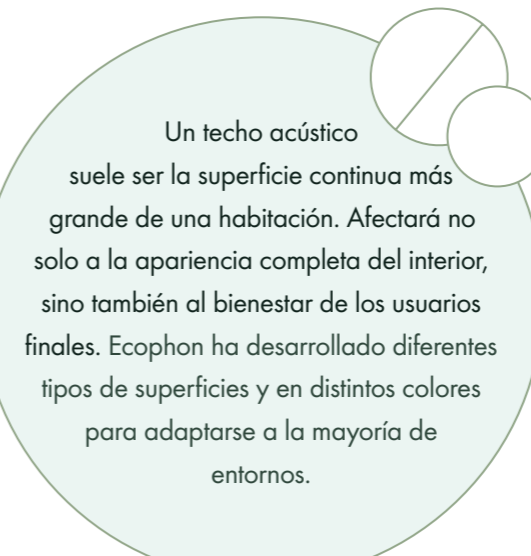 Un techo acústico
suele ser la superficie continua más
grande de una habitación. Afectará no
solo a la apariencia completa del interior,
sino también al bienestar de los usuarios
finales. Ecophon ha desarrollado diferentes
tipos de superficies y en distintos colores
para adaptarse a la mayoría de
entornos.